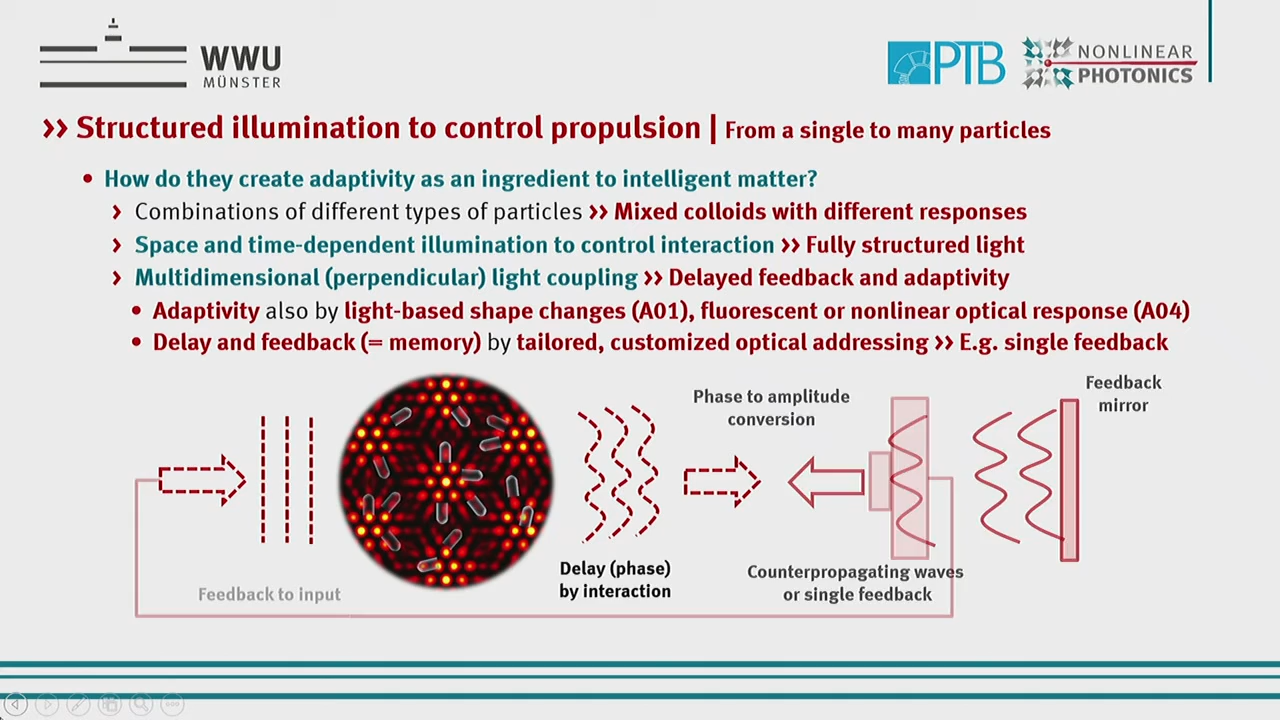 WWU
MÜNSTER
PTB
NONLINEAR
PHOTONICS
›› Structured illumination to control propulsion | From a single to many particles
• How do they create adaptivity as an ingredient to intelligent matter?
› Combinations of different types of particles ›› Mixed colloids with different responses
› Space and time-dependent illumination to control interaction ›› Fully structured light
› Multidimensional (perpendicular) light coupling ›› Delayed feedback and adaptivity
• Adaptivity also by light-based shape changes (A01), fluorescent or nonlinear optical response (A04)
• Delay and feedback (= memory) by tailored, customized optical addressing ›› E.g. single feedback
Phase to amplitude
conversion
Feedback
mirror
Feedback to input
Delay (phase)
by interaction
Counterpropagating waves
or single feedback